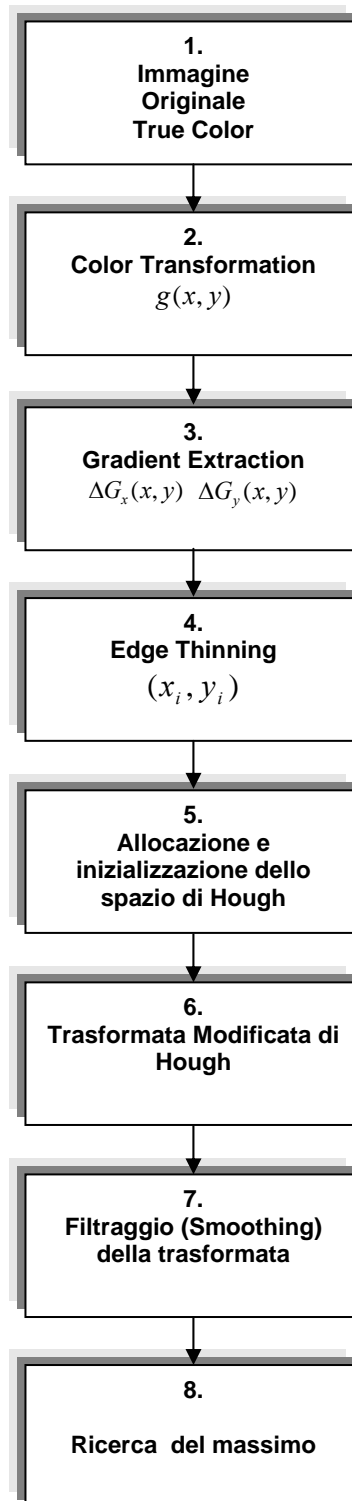 1.
Immagine
Originale
True Color
2.
Color Transformation
g(x, y)
3.
Gradient Extraction
ΔG_x(x, y) ΔG_y(x, y)
4.
Edge Thinning
(x_i, y_i)
5.
Allocazione e
inizializzazione dello
spazio di Hough
6.
Trasformata Modificata di
Hough
7.
Filtraggio (Smoothing)
della trasformata
8.
Ricerca del massimo